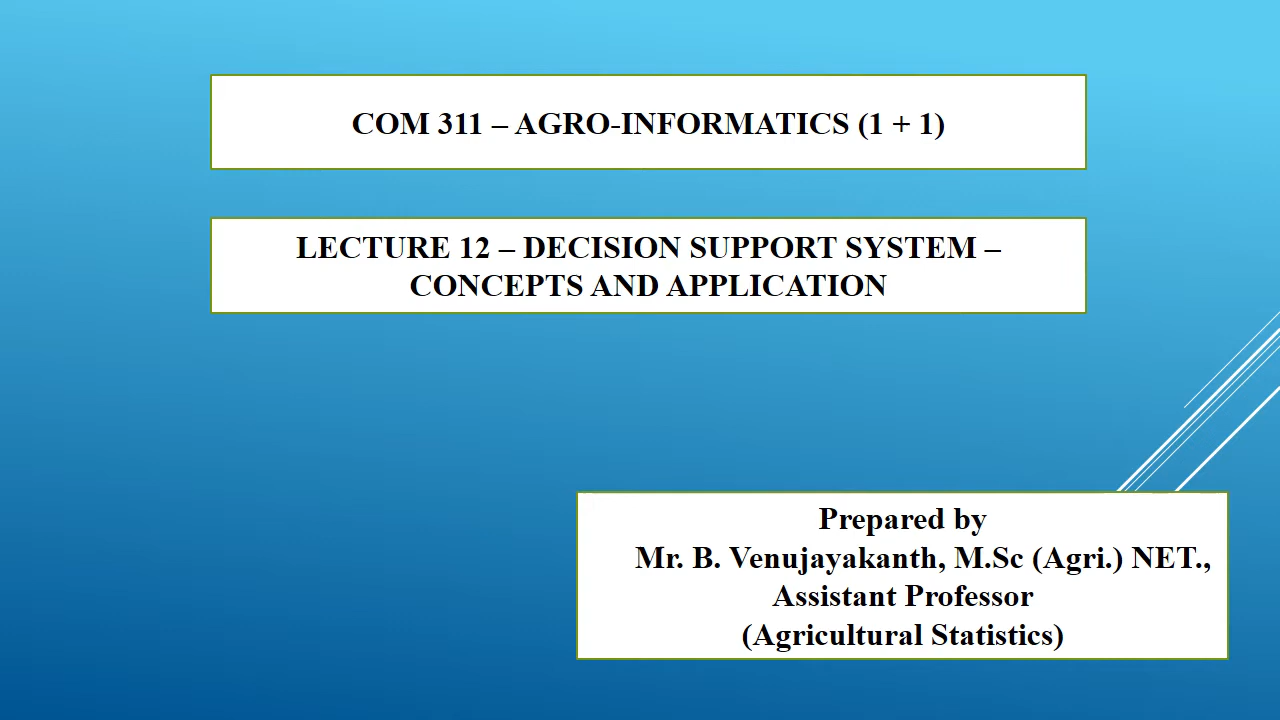 COM 311 – AGRO-INFORMATICS (1 + 1)
LECTURE 12 – DECISION SUPPORT SYSTEM –
CONCEPTS AND APPLICATION
Prepared by
Mr. B. Venujayakanth, M.Sc (Agri.) NET.,
Assistant Professor
(Agricultural Statistics)